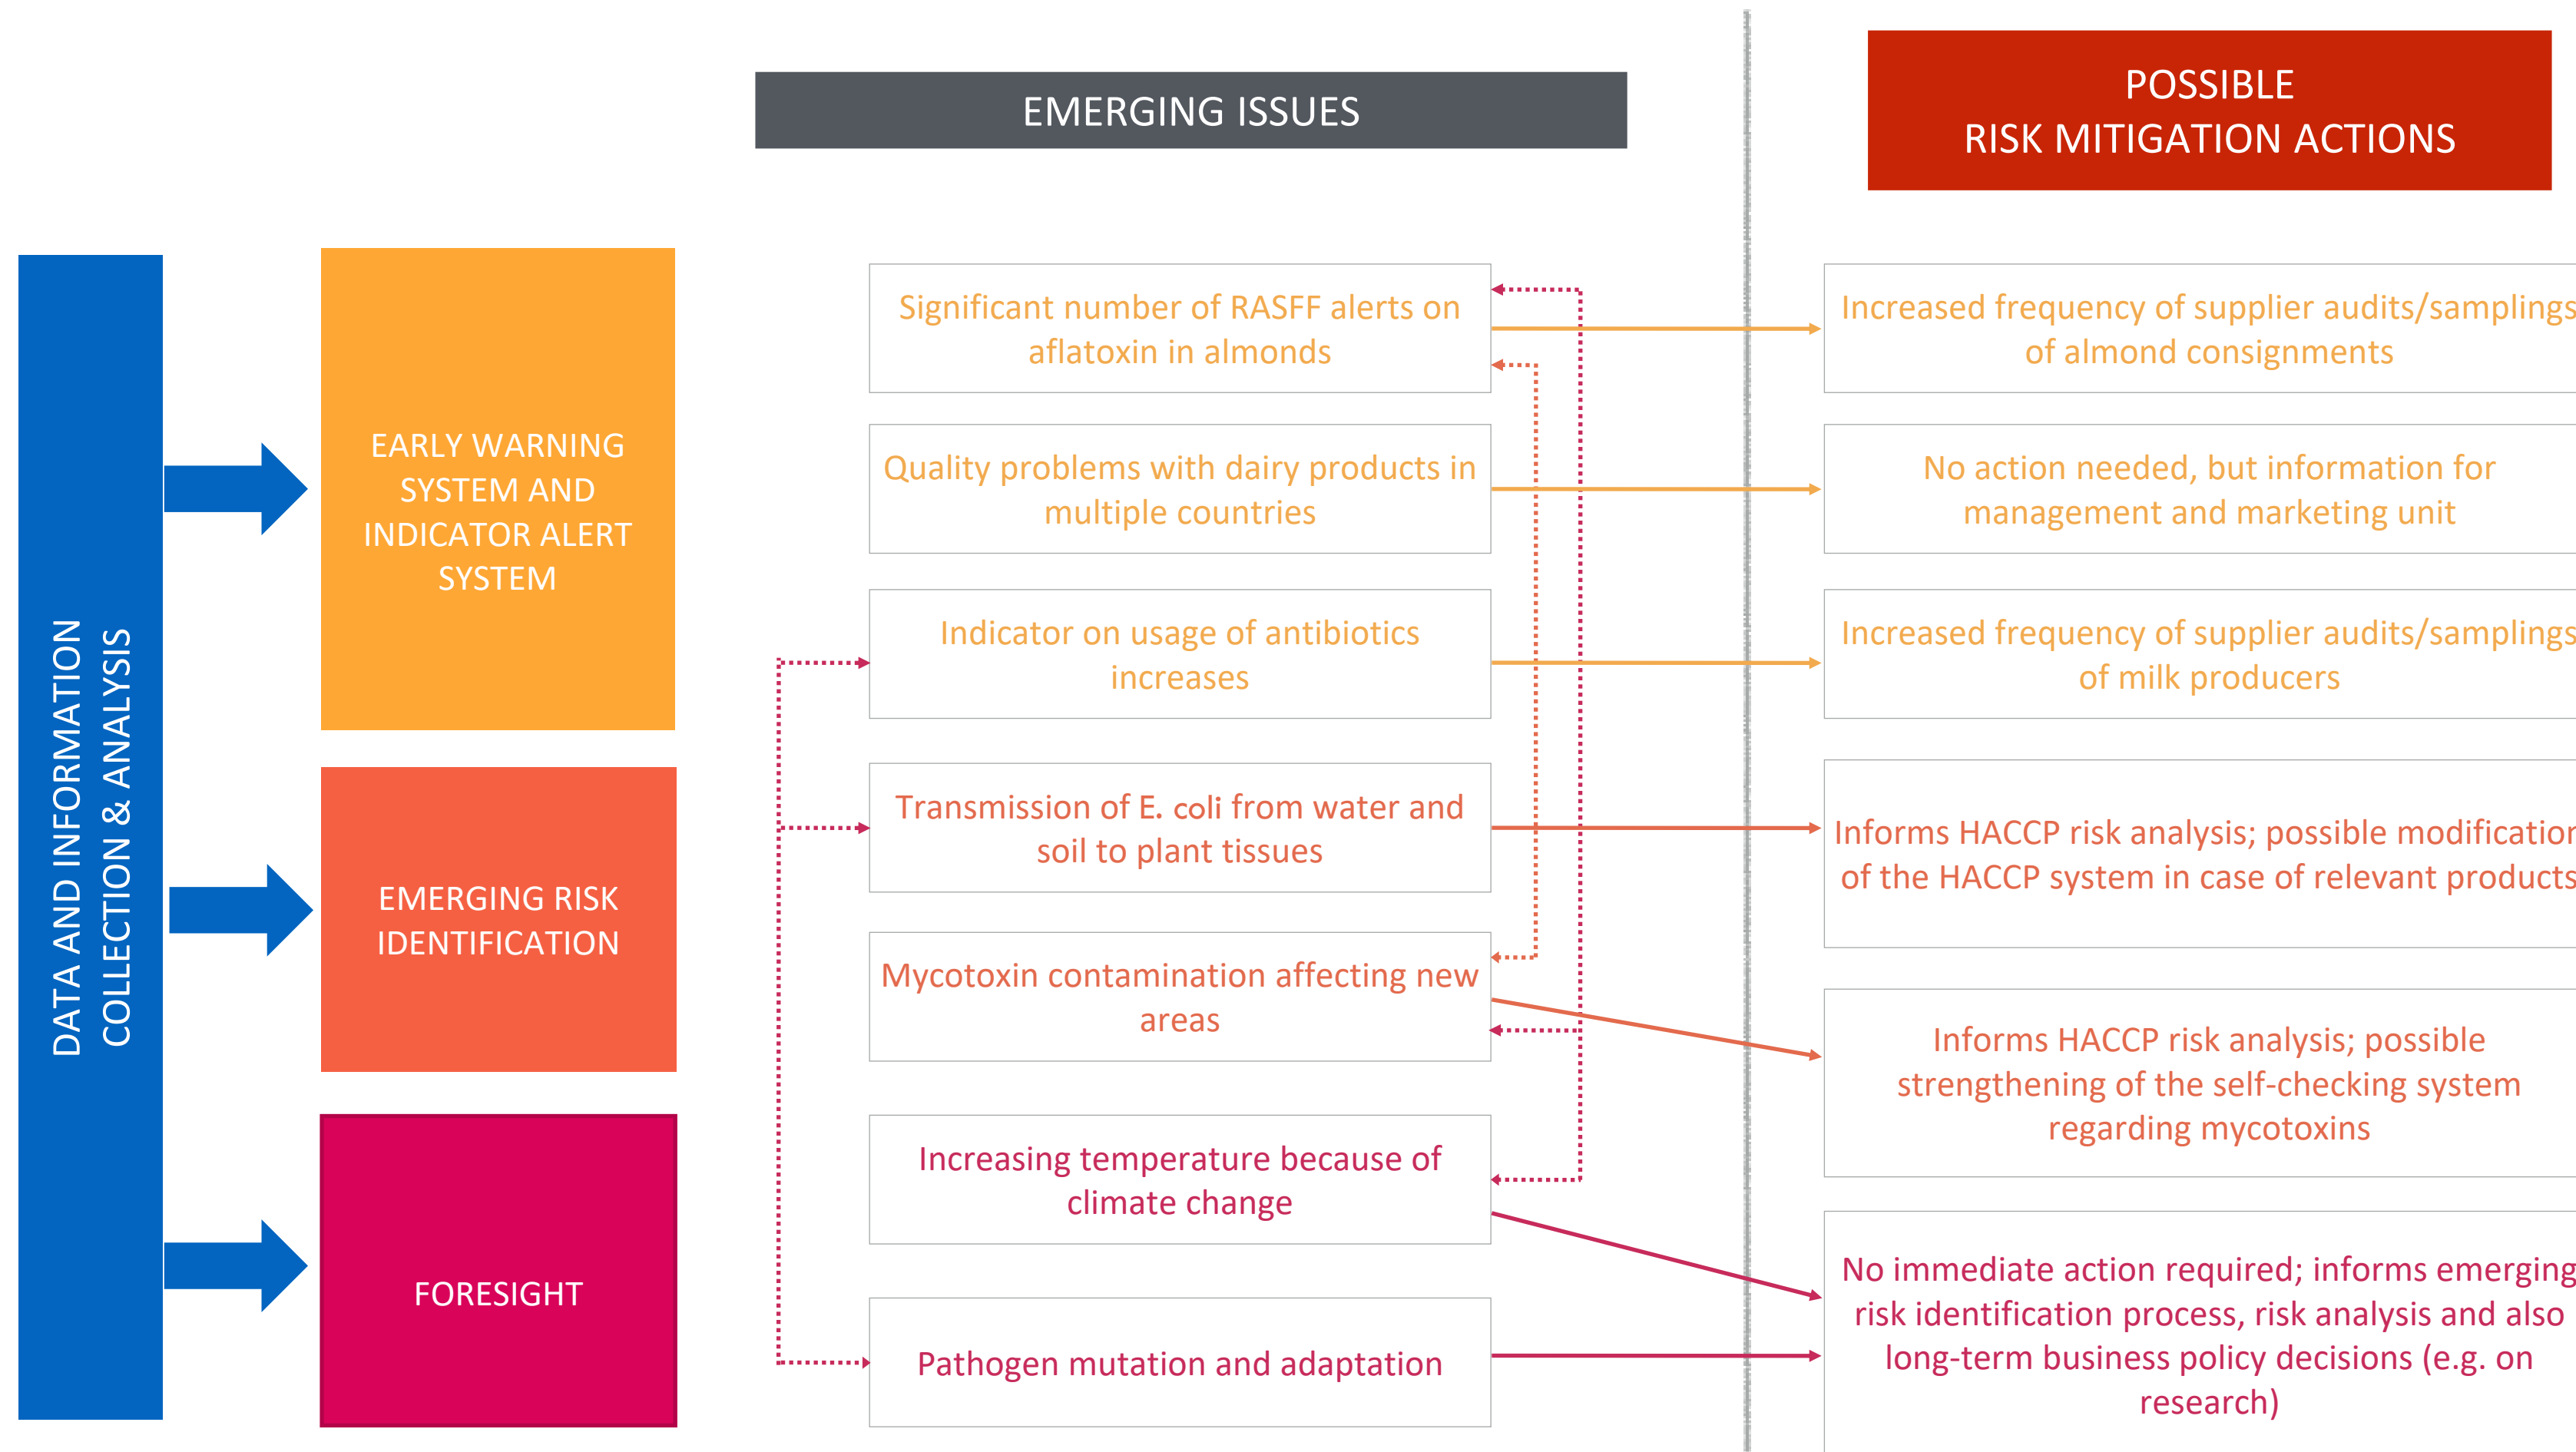 EMERGING ISSUES
POSSIBLE
RISK MITIGATION ACTIONS
DATA AND INFORMATION
COLLECTION & ANALYSIS
EARLY WARNING
SYSTEM AND
INDICATOR ALERT
SYSTEM
EMERGING RISK
IDENTIFICATION
FORESIGHT
Significant number of RASFF alerts on
aflatoxin in almonds
Quality problems with dairy products in
multiple countries
Indicator on usage of antibiotics
increases
Transmission of E. coli from water and
soil to plant tissues
Mycotoxin contamination affecting new
areas
Increasing temperature because of
climate change
Pathogen mutation and adaptation
Increased frequency of supplier audits/samplings
of almond consignments
No action needed, but information for
management and marketing unit
Increased frequency of supplier audits/samplings
of milk producers
Informs HACCP risk analysis; possible modification
of the HACCP system in case of relevant products
Informs HACCP risk analysis; possible
strengthening of the self-checking system
regarding mycotoxins
No immediate action required; informs emerging
risk identification process, risk analysis and also
long-term business policy decisions (e.g. on
research)